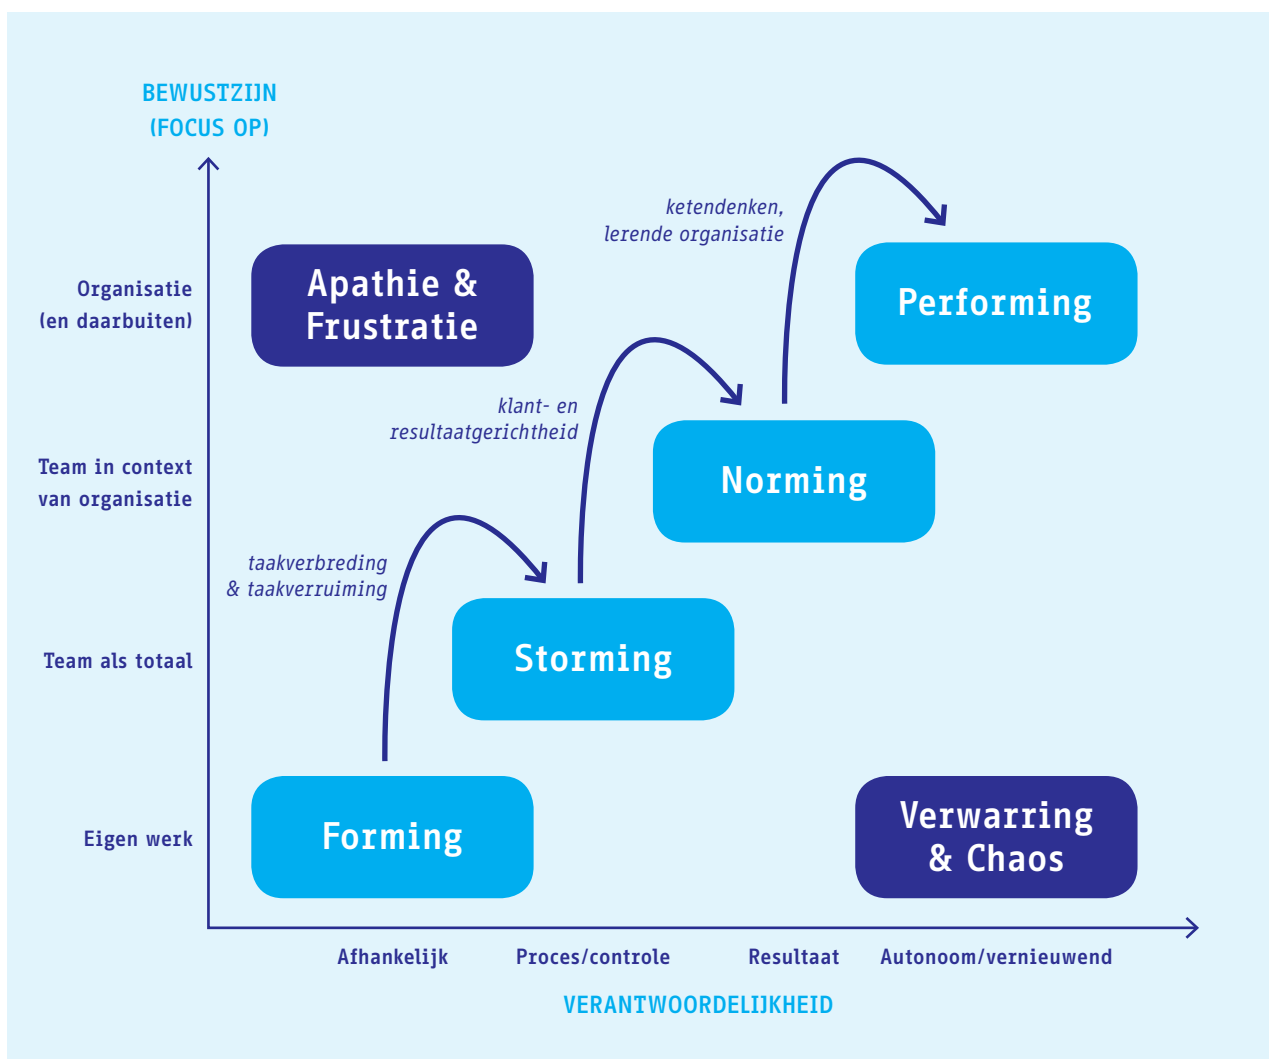 BEWUSTZIJN
(FOCUS OP)
ketendenken,
lerende organisatie
Organisatie
(en daarbuiten)
Apathie &
Frustratie
Performing
klant- en
resultaatgerichtheid
Team in context
van organisatie
Norming
taakverbreding
& taakverruiming
Team als totaal
Storming
Eigen werk
Forming
Verwarring
& Chaos
Afhankelijk
Proces/controle
Resultaat
Autonoom/vernieuwend
VERANTWOORDELIJKHEID